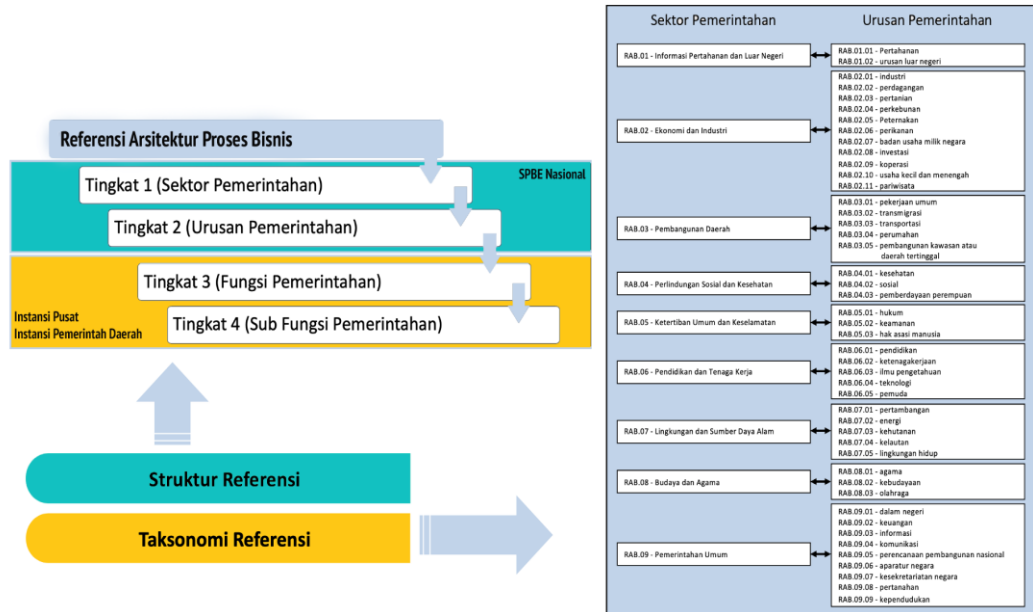 Referensi Arsitektur Proses Bisnis
SPBE Nasional
Tingkat 1 (Sektor Pemerintahan)
Tingkat 2 (Urusan Pemerintahan)
Tingkat 3 (Fungsi Pemerintahan)
Instansi Pusat
Instansi Pemerintah Daerah
Tingkat 4 (Sub Fungsi Pemerintahan)
Struktur Referensi
Taksonomi Referensi
Sektor Pemerintahan
Urusan Pemerintahan
RAB.01 - Informasi Pertahanan dan Luar Negeri
RAB.01.01 - Pertahanan
RAB.01.02 - urusan luar negeri
RAB.02 - Ekonomi dan Industri
RAB.02.01 - industri
RAB.02.02 - perdagangan
RAB.02.03 - pertanian
RAB.02.04 - perkebunan
RAB.02.05 - Peternakan
RAB.02.06 - perikanan
RAB.02.07 - badan usaha milik negara
RAB.02.08 - investasi
RAB.02.09 - koperasi
RAB.02.10 - usaha kecil dan menengah
RAB.02.11 - pariwisata
RAB.03 - Pembangunan Daerah
RAB.03.01 - pekerjaan umum
RAB.03.02 - transmigrasi
RAB.03.03 - transportasi
RAB.03.04 - perumahan
RAB.03.05 - pembangunan kawasan atau
daerah tertinggal
RAB.04 - Perlindungan Sosial dan Kesehatan
RAB.04.01 - kesehatan
RAB.04.02 - sosial
RAB.04.03 - pemberdayaan perempuan
RAB.05 - Ketertiban Umum dan Keselamatan
RAB.05.01 - hukum
RAB.05.02 - keamanan
RAB.05.03 - hak asasi manusia
RAB.06 - Pendidikan dan Tenaga Kerja
RAB.06.01 - pendidikan
RAB.06.02 - ketenagakerjaan
RAB.06.03 - ilmu pengetahuan
RAB.06.04 - teknologi
RAB.06.05 - pemuda
RAB.07 - Lingkungan dan Sumber Daya Alam
RAB.07.01 - pertambangan
RAB.07.02 - energi
RAB.07.03 - kehutanan
RAB.07.04 - kelautan
RAB.07.05 - lingkungan hidup
RAB.08 - Budaya dan Agama
RAB.08.01 - agama
RAB.08.02 - kebudayaan
RAB.08.03 - olahraga
RAB.09 - Pemerintahan Umum
RAB.09.01 - dalam negeri
RAB.09.02 - keuangan
RAB.09.03 - informasi
RAB.09.04 - komunikasi
RAB.09.05 - perencanaan pembangunan nasional
RAB.09.06 - aparatur negara
RAB.09.07 - kesekretariatan negara
RAB.09.08 - pertanahan
RAB.09.09 - kependudukan